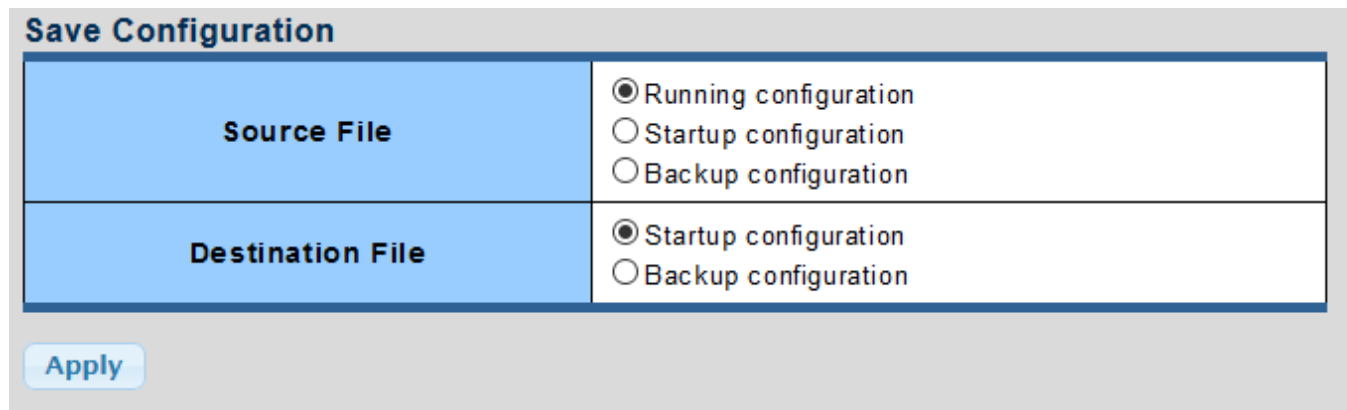 Save Configuration
Source File
Running configuration
Startup configuration
Backup configuration
Destination File
Startup configuration
Backup configuration
Apply